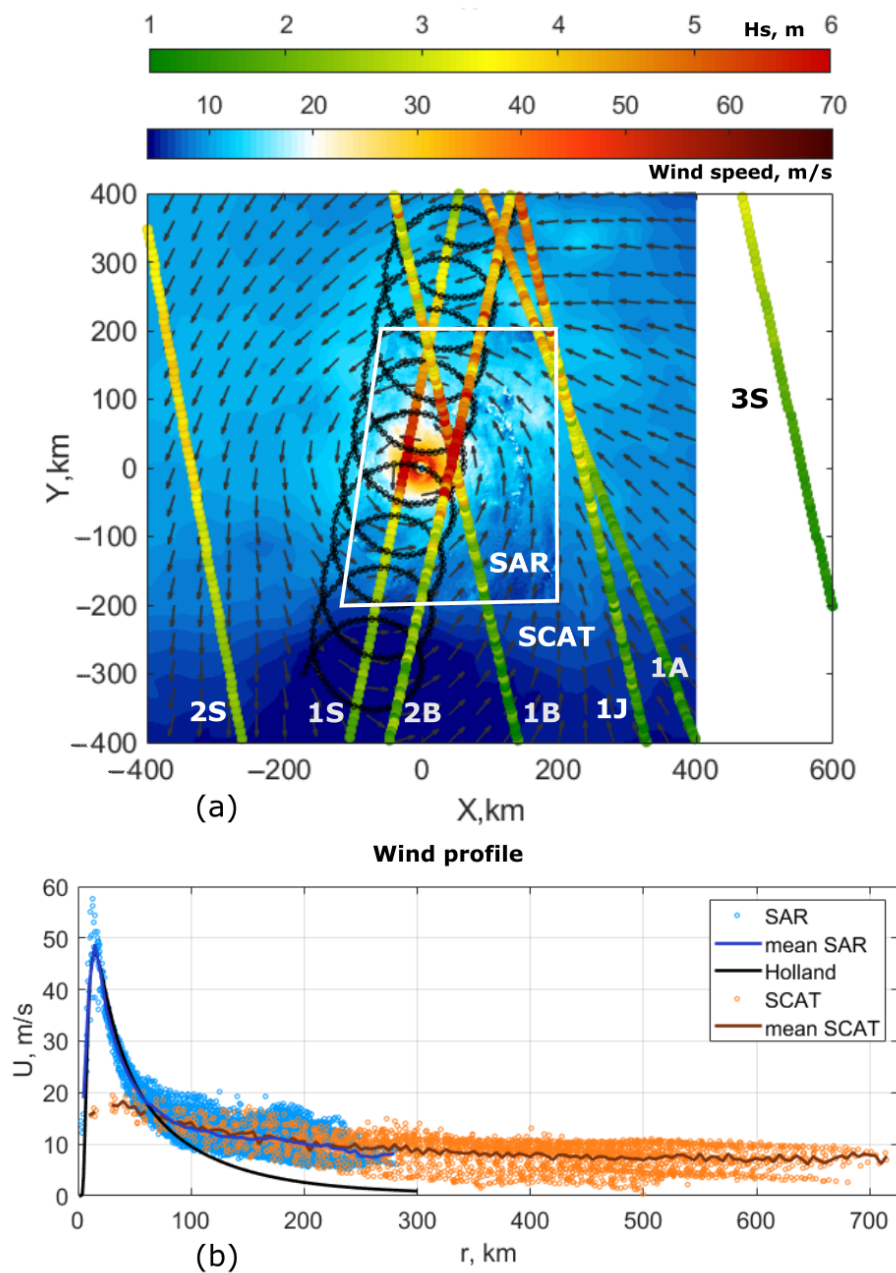 1 2 3 4 5 6
Hs, m
10 20 30 40 50 60 70
Wind speed, m/s
400
300
200
100
0
−100
−200
−300
−400
Y,km
SAR
SCAT
3S
2S 1S 2B 1B 1J 1A
−400 −200 0 200 400 600
X,km
(a)
Wind profile
60
50
40
30
20
10
0
U, m/s
SAR
mean SAR
Holland
SCAT
mean SCAT
0 100 200 300 400 500 600 700
r, km
(b)